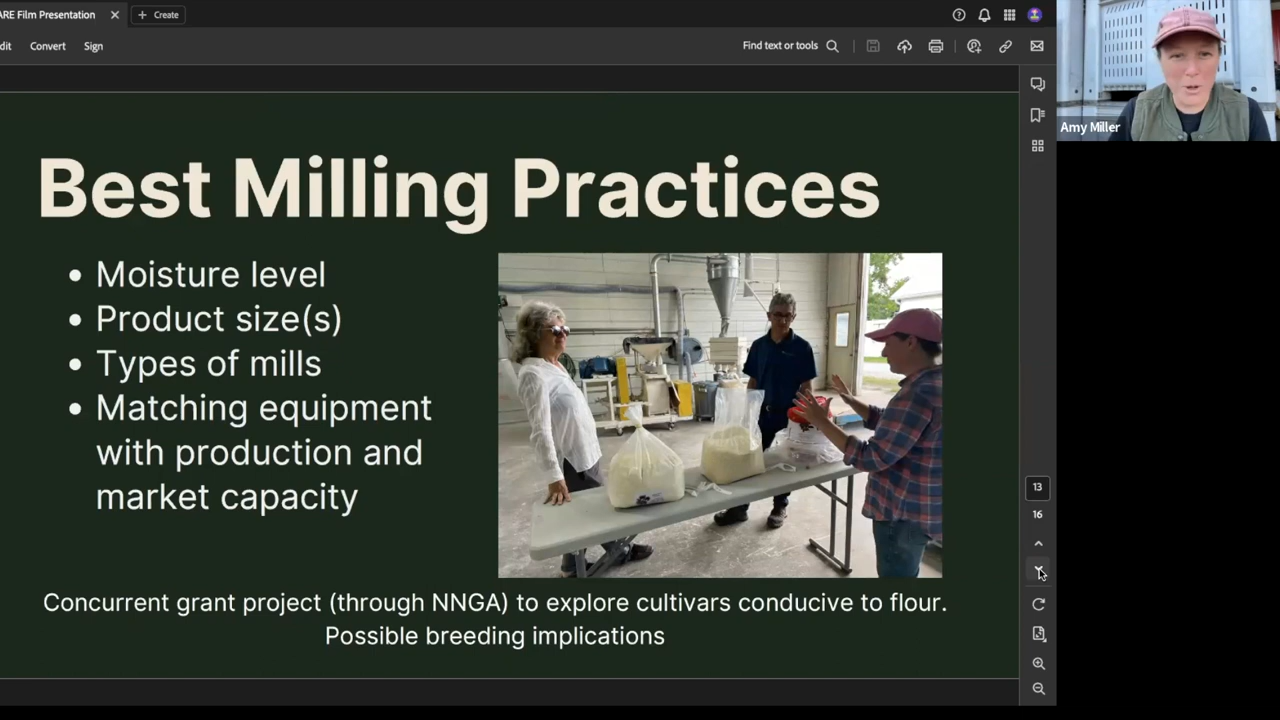 ARE Film Presentation
Create
dit
Convert
Sign
Find text or tools
Best Milling Practices
• Moisture level
• Product size(s)
• Types of mills
• Matching equipment
with production and
market capacity
Concurrent grant project (through NNGA) to explore cultivars conducive to flour.
Possible breeding implications
13
16
Amy Miller